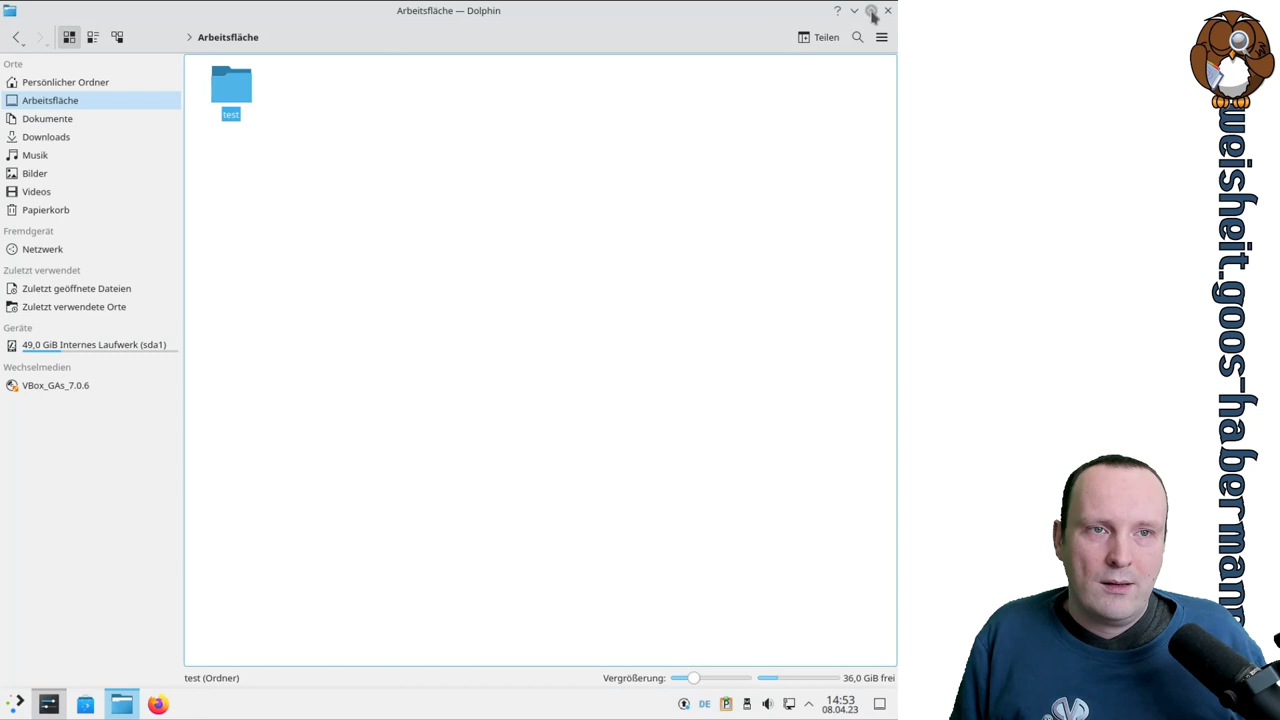 Arbeitsfläche — Dolphin
Arbeitsfläche
Teilen
Orte
Persönlicher Ordner
Arbeitsfläche
Dokumente
Downloads
Musik
Bilder
Videos
Papierkorb
Fremdgerät
Netzwerk
Zuletzt verwendet
Zuletzt geöffnete Dateien
Zuletzt verwendete Orte
Geräte
49,0 GiB Internes Laufwerk (sda1)
Wechselmedien
VBox_GAs_7.0.6
test
test (Ordner)
Vergrößerung:
36,0 GiB frei
DE
14:53
08.04.23
weisheit.goos-habermann